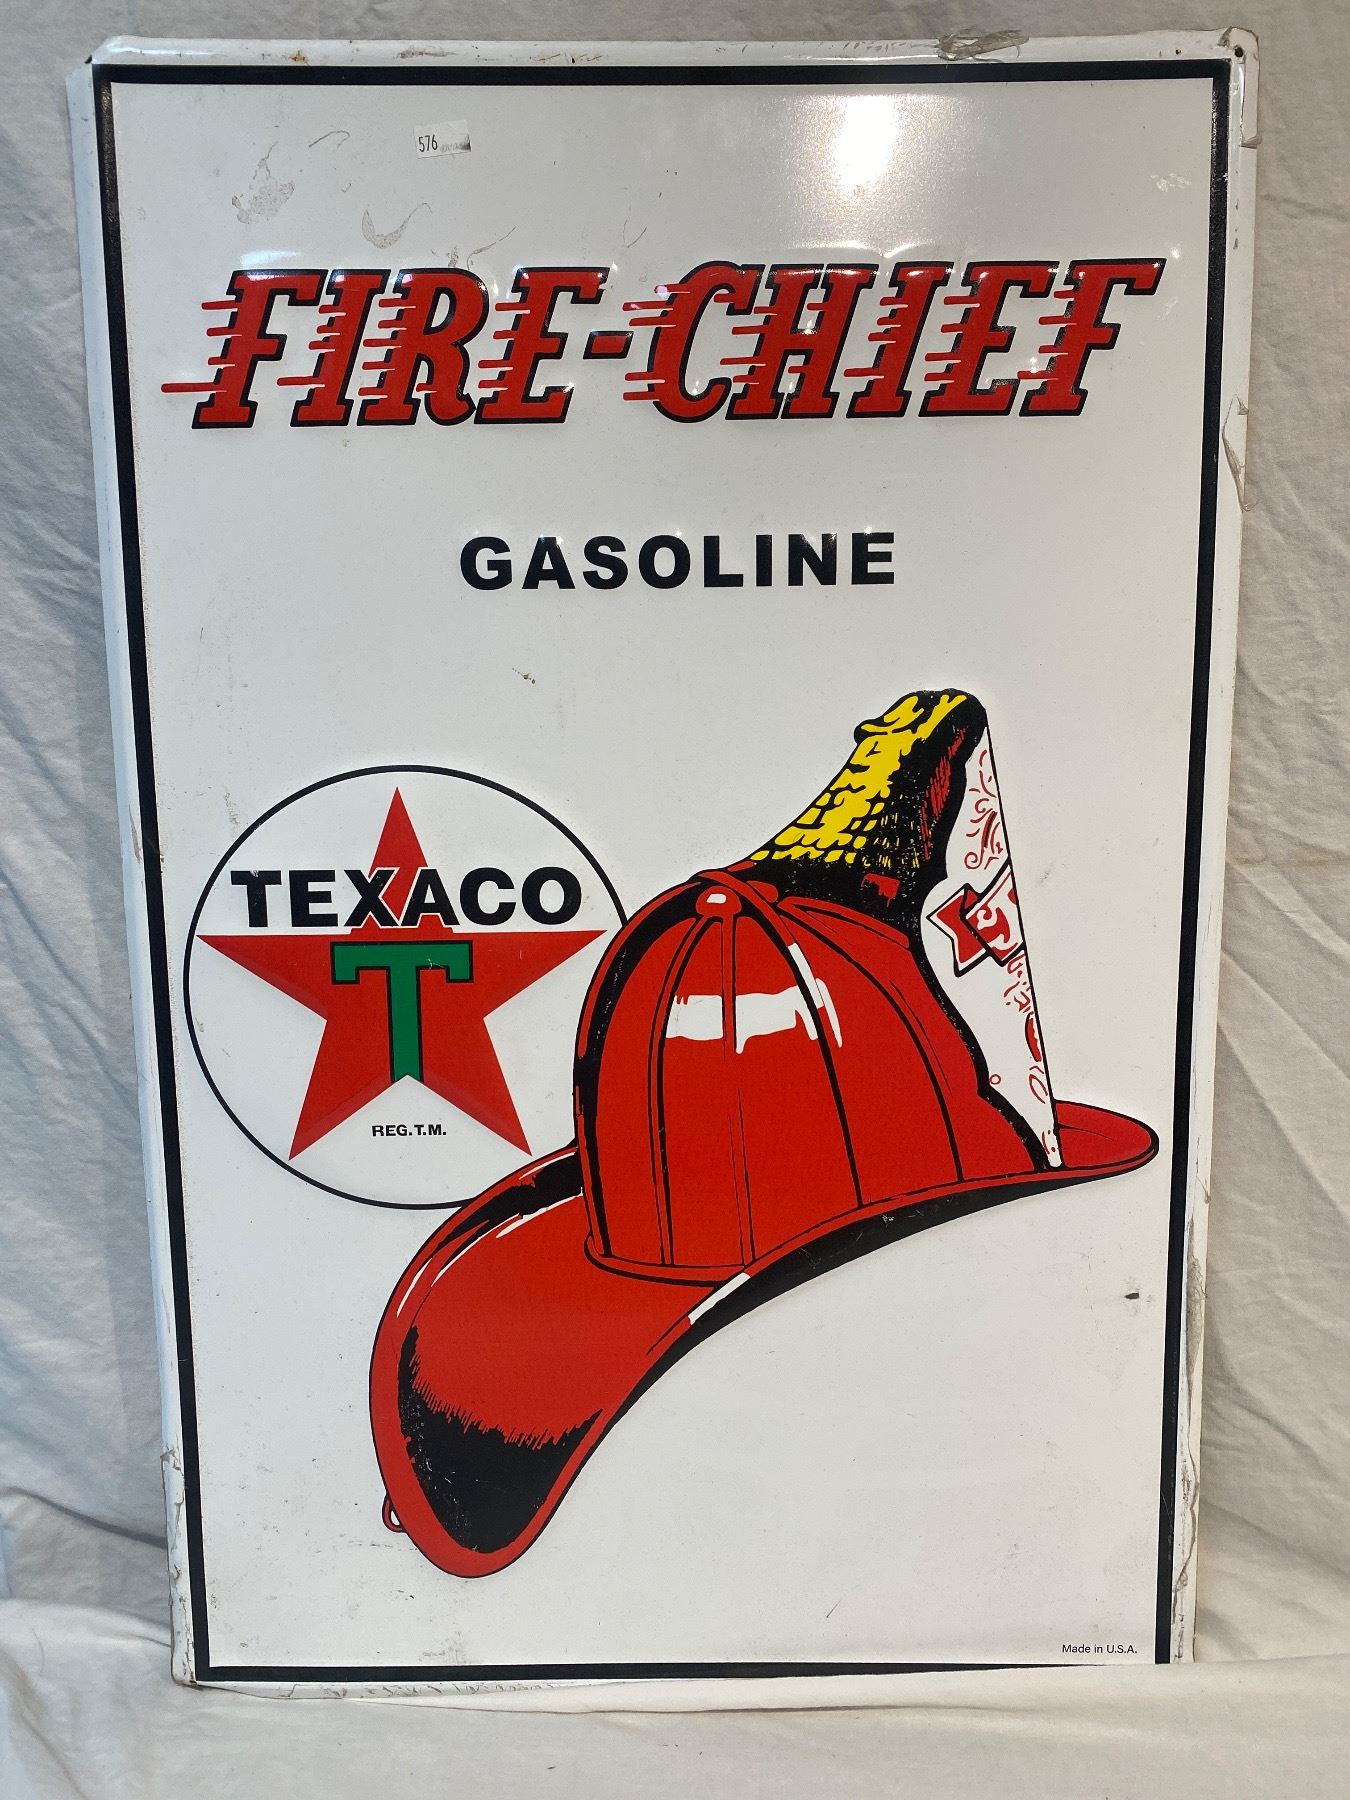 576
FIRE-CHIEF
GASOLINE
TEXACO
T
REG.T.M.
Made in U.S.A.